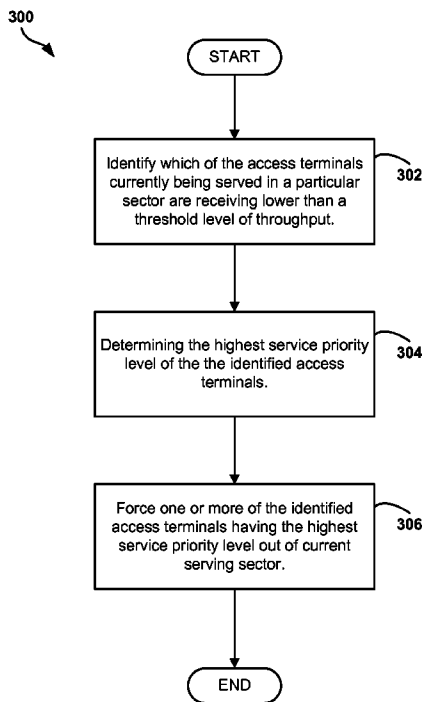 300
START
Identify which of the access terminals
currently being served in a particular
sector are receiving lower than a
threshold level of throughput.
302
Determining the highest service priority
level of the the identified access
terminals.
304
Force one or more of the identified
access terminals having the highest
service priority level out of current
serving sector.
306
END